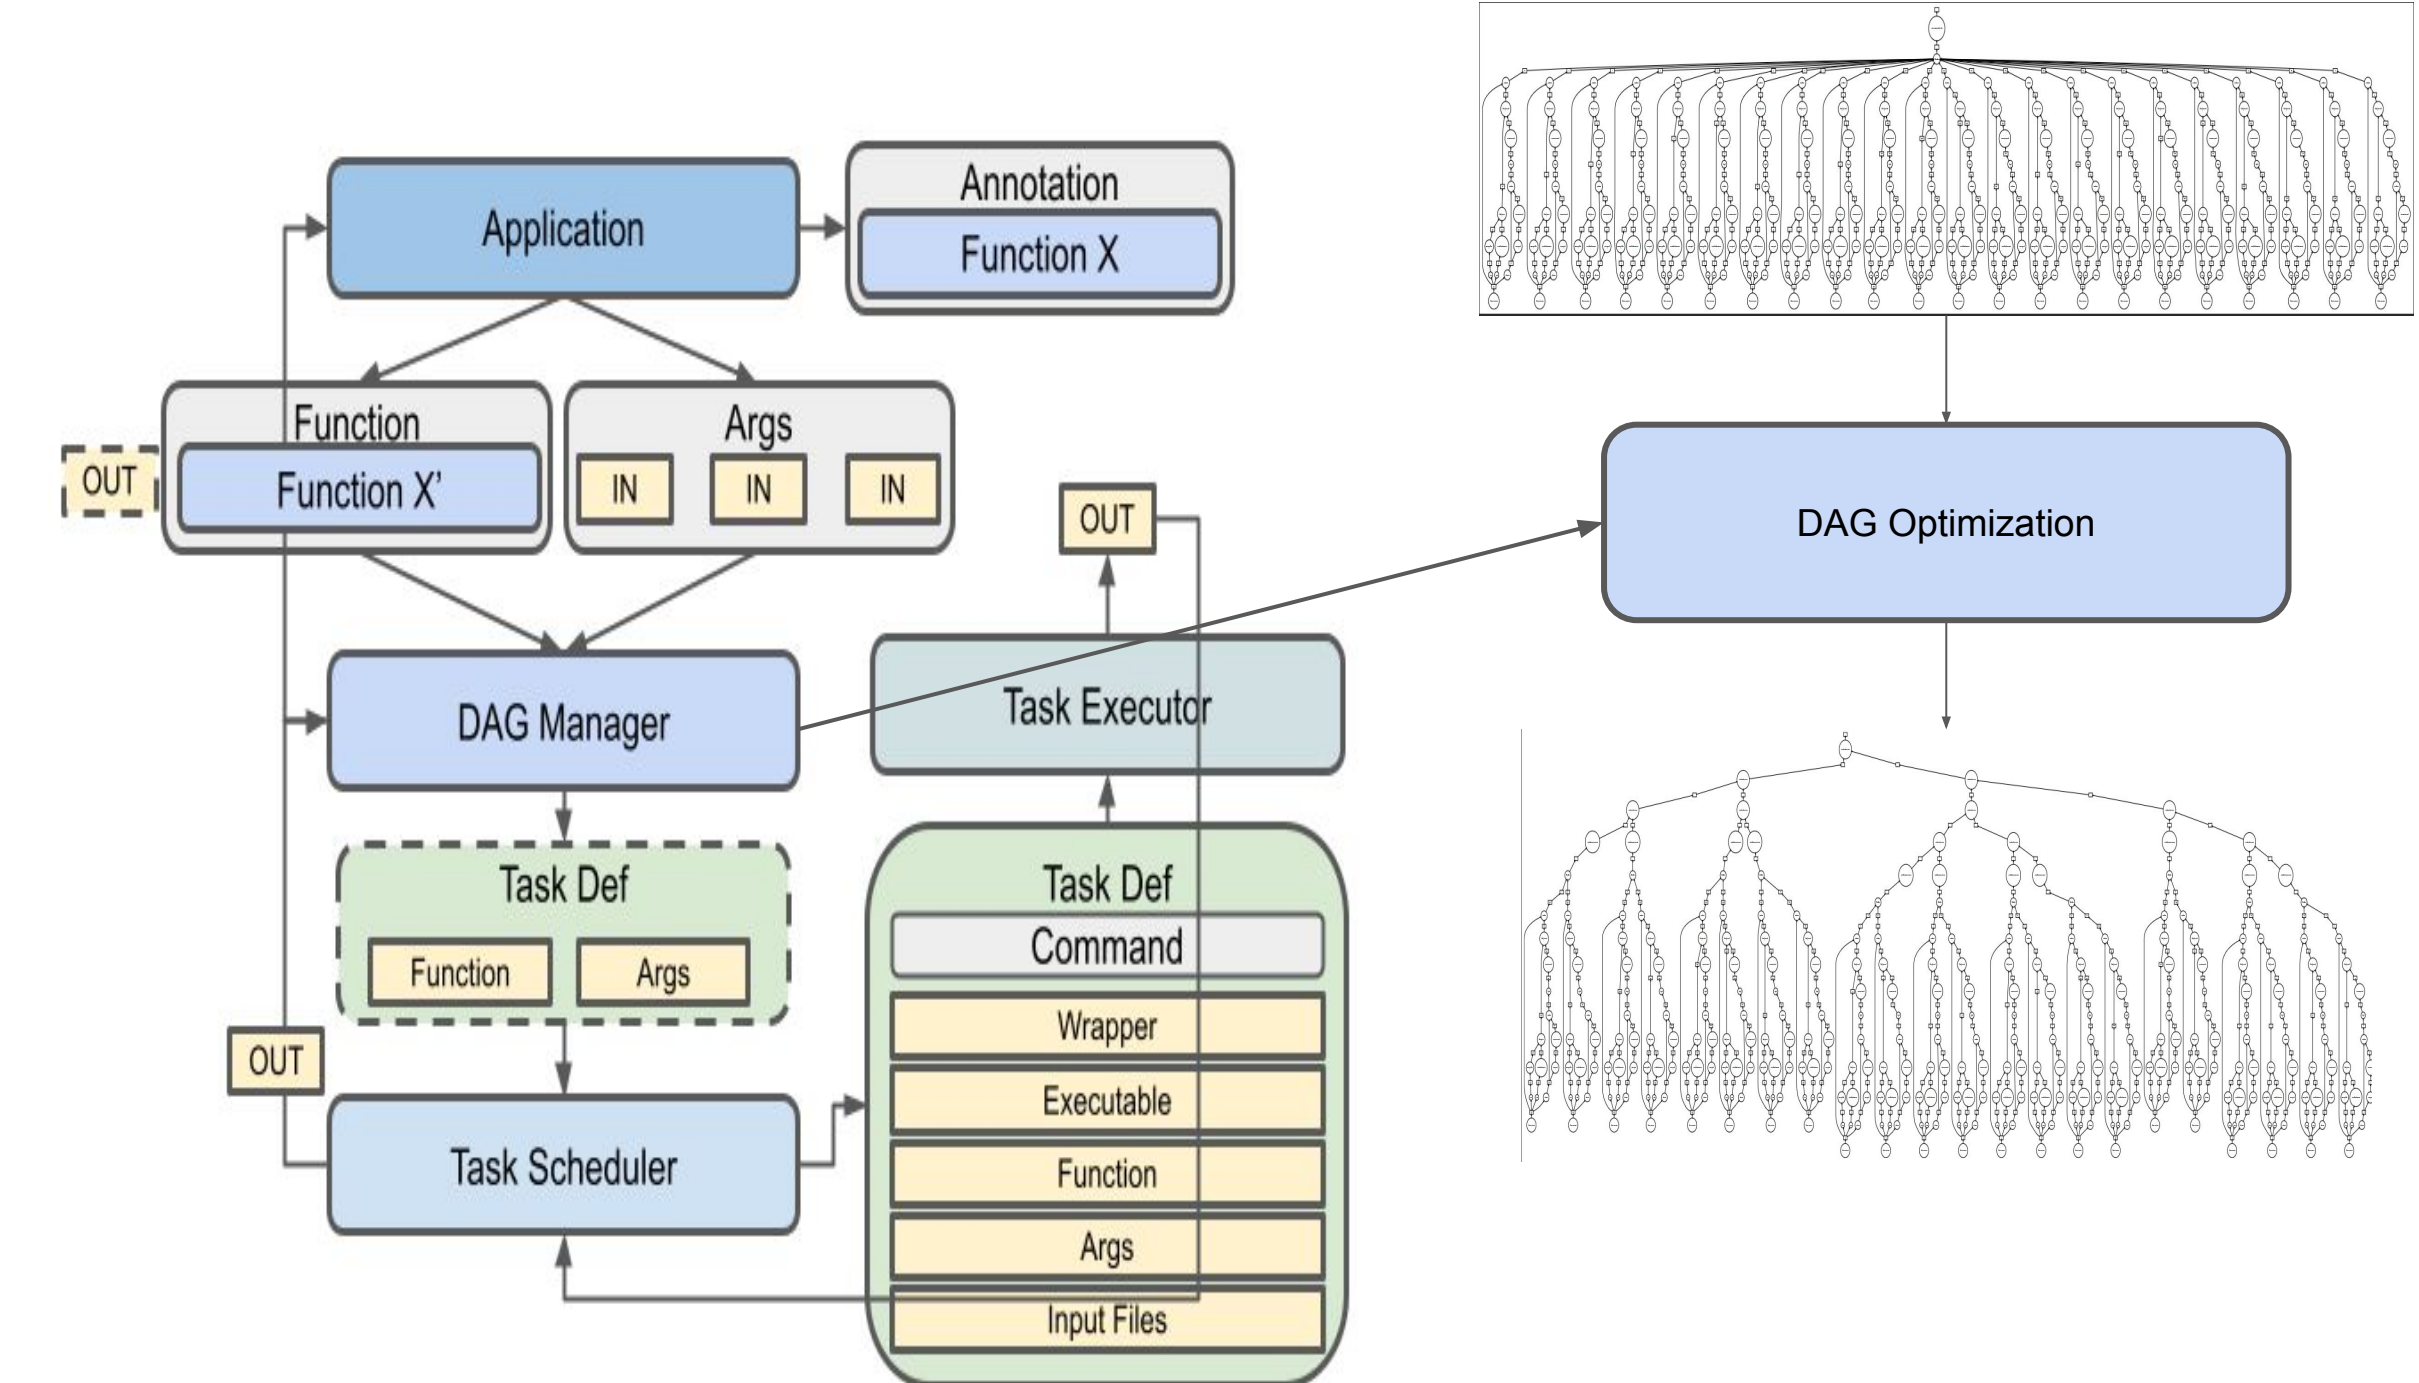 Application
Annotation
Function X
Function
Function X’
OUT
Args
IN
IN
IN
OUT
DAG Optimization
DAG Manager
Task Executor
Task Def
Function
Args
Task Def
Command
Wrapper
Executable
Function
Args
Input Files
OUT
Task Scheduler